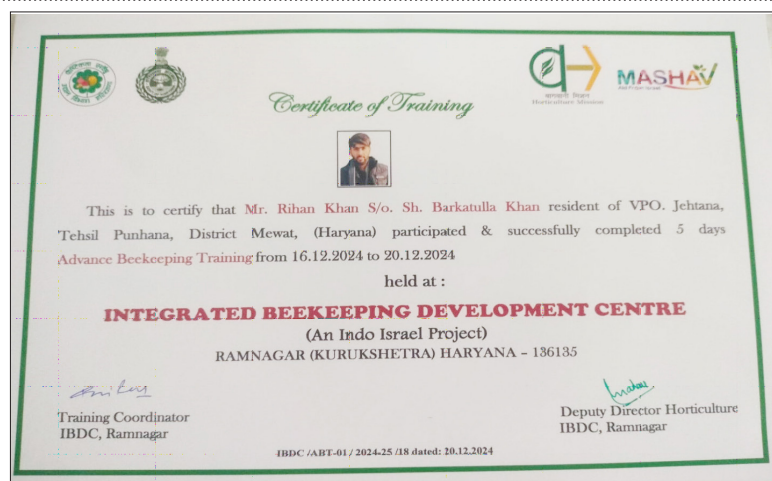 Certificate of Training
बागवानी विभाग
Horticulture Mission
MASHAV
This is to certify that Mr. Rihan Khan S/o. Sh. Barkatulla Khan resident of VPO. Jehtana,
Tehsil Punhana, District Mewat, (Haryana) participated & successfully completed 5 days
Advance Beekeeping Training from 16.12.2024 to 20.12.2024
held at :
INTEGRATED BEEKEEPING DEVELOPMENT CENTRE
(An Indo Israel Project)
RAMNAGAR (KURUKSHETRA) HARYANA – 136135
Training Coordinator
IBDC, Ramnagar
Deputy Director Horticulture
IBDC, Ramnagar
IBDC /ABT-01 / 2024-25 /18 dated: 20.12.2024